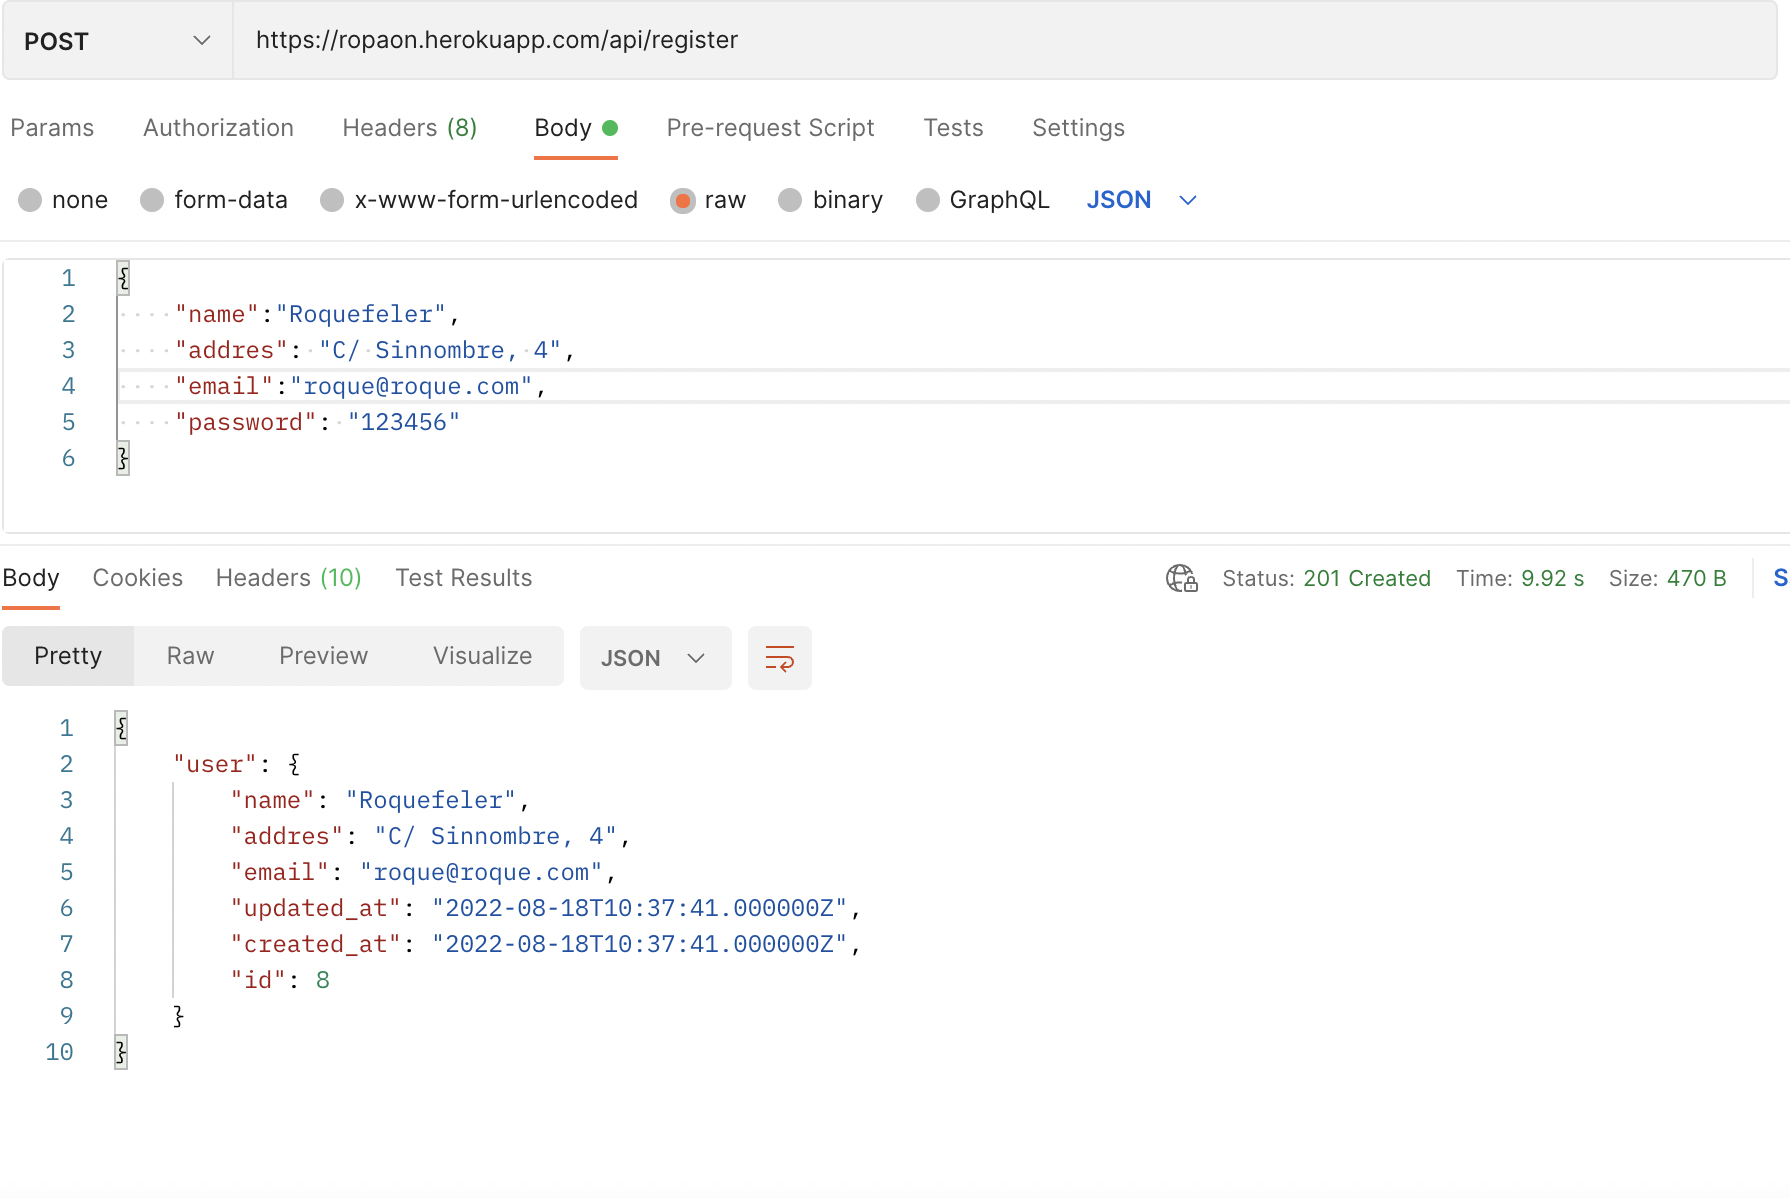 POST https://ropaon.herokuapp.com/api/register
Params Authorization Headers (8) Body Pre-request Script Tests Settings
none form-data x-www-form-urlencoded raw binary GraphQL JSON
1 {
2 ····"name":"Roquefeler",
3 ····"addres":·"C/·Sinnombre,·4",
4 ····"email":"roque@roque.com",
5 ····"password":·"123456"
6 }
Body Cookies Headers (10) Test Results Status: 201 Created Time: 9.92 s Size: 470 B S
Pretty Raw Preview Visualize JSON
1 {
2 "user": {
3 "name": "Roquefeler",
4 "addres": "C/ Sinnombre, 4",
5 "email": "roque@roque.com",
6 "updated_at": "2022-08-18T10:37:41.000000Z",
7 "created_at": "2022-08-18T10:37:41.000000Z",
8 "id": 8
9 }
10 }